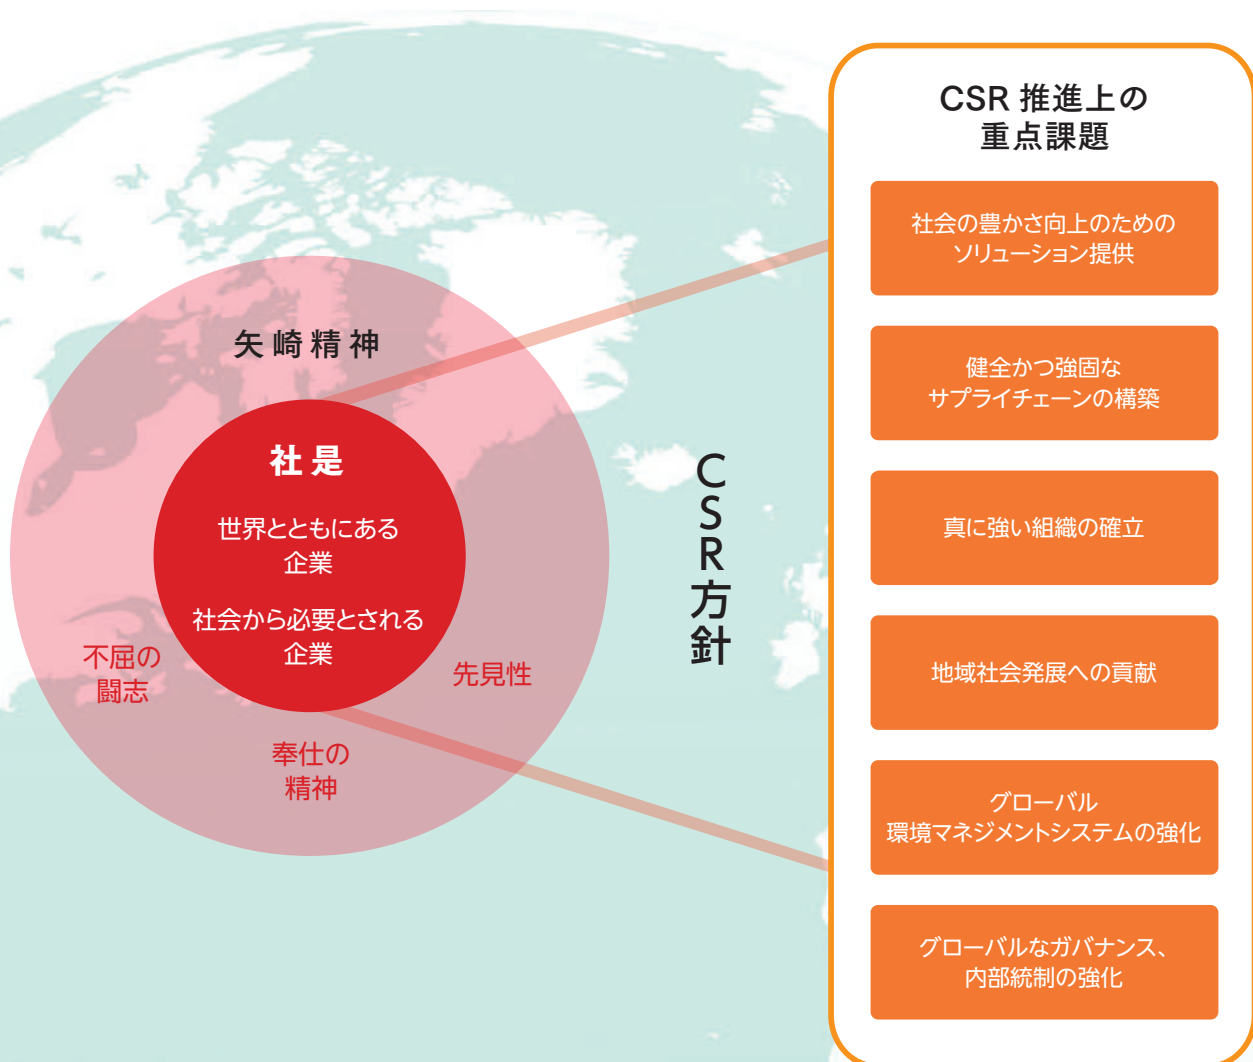 矢崎精神
社是
世界とともにある
企業
社会から必要とされる
企業
不屈の
闘志
奉仕の
精神
先見性
CSR方針
CSR 推進上の
重点課題
社会の豊かさ向上のための
ソリューション提供
健全かつ強固な
サプライチェーンの構築
真に強い組織の確立
地域社会発展への貢献
グローバル
環境マネジメントシステムの強化
グローバルなガバナンス、
内部統制の強化